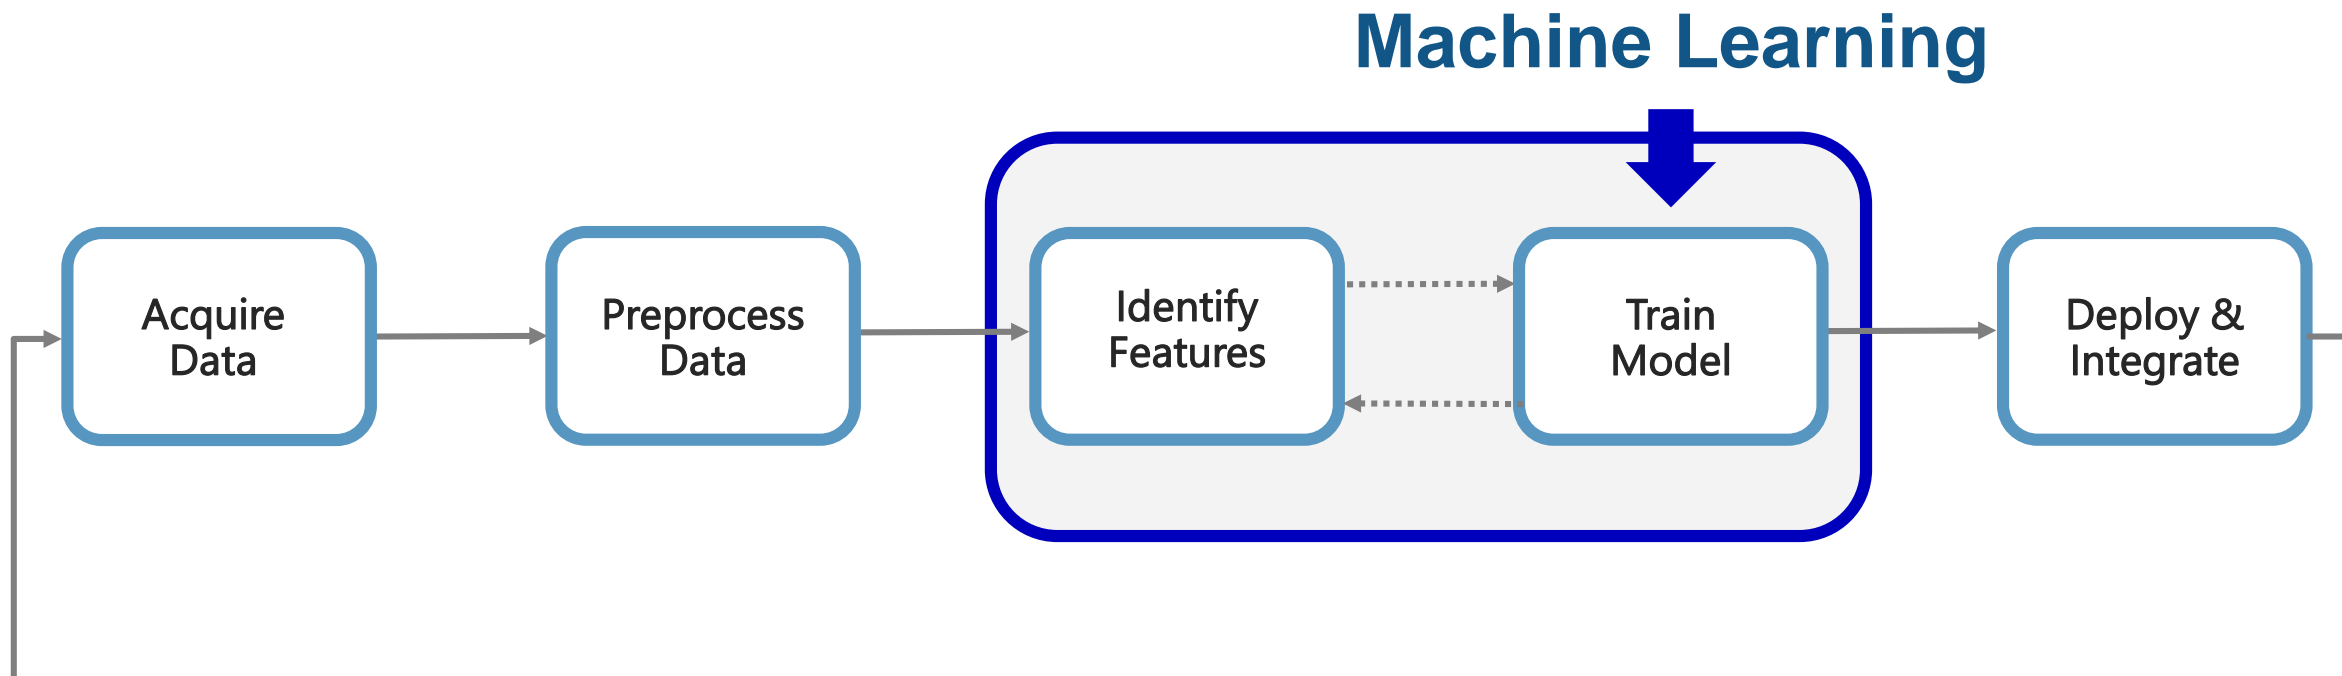 Machine Learning
Acquire
Data
Preprocess
Data
Identify
Features
Train
Model
Deploy &
Integrate